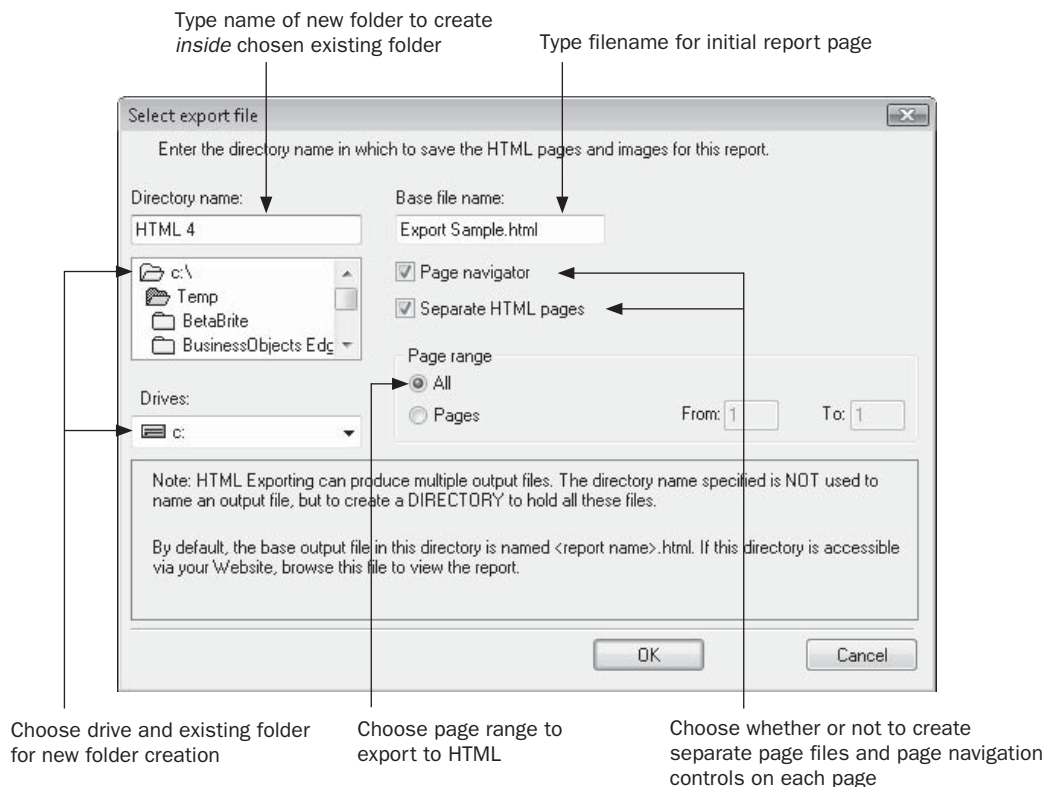 Type name of new folder to create
inside chosen existing folder
Type filename for initial report page
Select export file
Enter the directory name in which to save the HTML pages and images for this report.
Directory name:
Base file name:
HTML 4
Export Sample.html
c:\
Temp
BetaBrite
BusinessObjects Edg
Page navigator
Separate HTML pages
Page range
All
Pages
From: 1
To: 1
Drives:
c:
Note: HTML Exporting can produce multiple output files. The directory name specified is NOT used to
name an output file, but to create a DIRECTORY to hold all these files.
By default, the base output file in this directory is named <report name>.html. If this directory is accessible
via your Website, browse this file to view the report.
OK
Cancel
Choose drive and existing folder
for new folder creation
Choose page range to
export to HTML
Choose whether or not to create
separate page files and page navigation
controls on each page